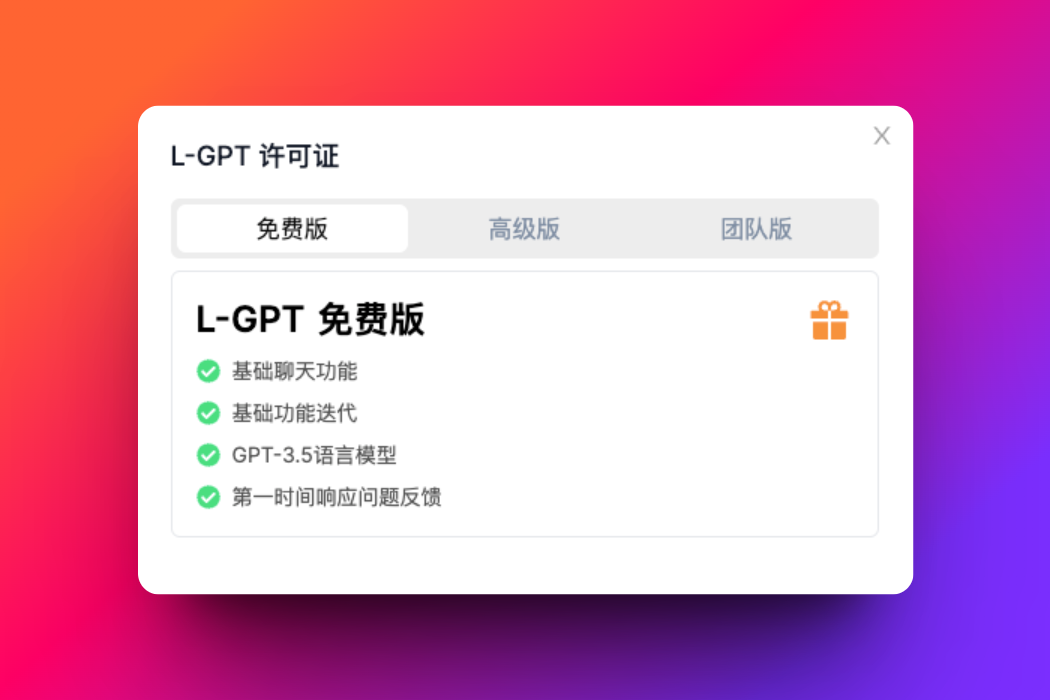 L-GPT 许可证
X
免费版 高级版 团队版
L-GPT 免费版
基础聊天功能
基础功能迭代
GPT-3.5语言模型
第一时间响应问题反馈